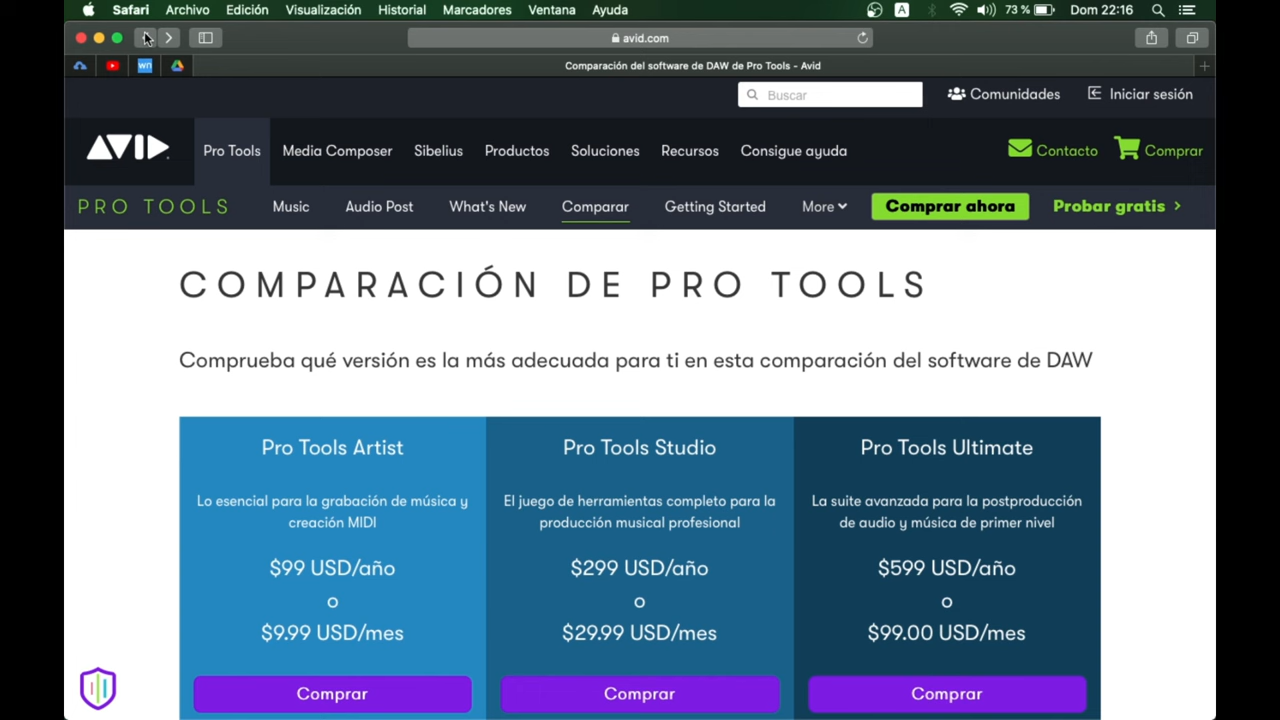 Safari Archivo Edición Visualización Historial Marcadores Ventana Ayuda A 73 % Dom 22:16
avid.com
wn Comparación del software de DAW de Pro Tools - Avid
Buscar Comunidades Iniciar sesión
AVID Pro Tools Media Composer Sibelius Productos Soluciones Recursos Consigue ayuda Contacto Comprar
PRO TOOLS Music Audio Post What's New Comparar Getting Started More Comprar ahora Probar gratis >
COMPARACIÓN DE PRO TOOLS
Comprueba qué versión es la más adecuada para ti en esta comparación del software de DAW
Pro Tools Artist
Lo esencial para la grabación de música y
creación MIDI
$99 USD/año
o
$9.99 USD/mes
Comprar
Pro Tools Studio
El juego de herramientas completo para la
producción musical profesional
$299 USD/año
o
$29.99 USD/mes
Comprar
Pro Tools Ultimate
La suite avanzada para la postproducción
de audio y música de primer nivel
$599 USD/año
o
$99.00 USD/mes
Comprar